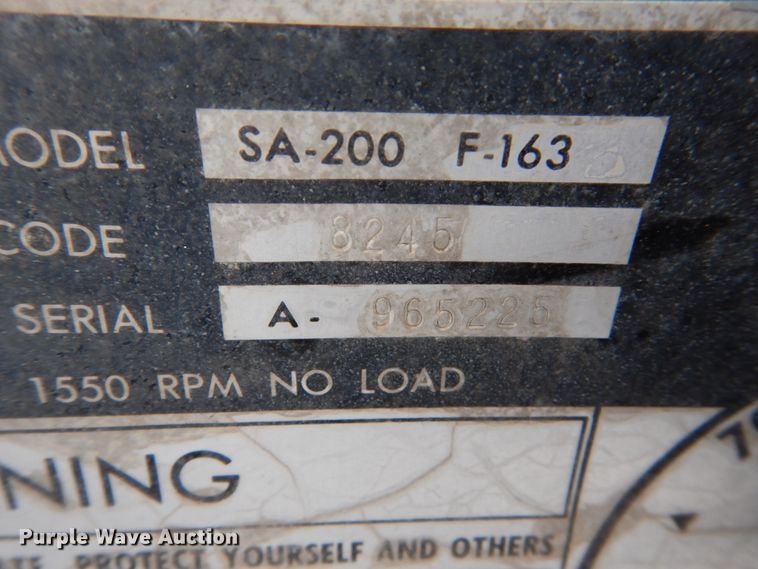 MODEL SA-200 F-163
CODE 8245
SERIAL A- 965225
1550 RPM NO LOAD
NING
PROTECT YOURSELF AND OTHERS
Purple Wave Auction